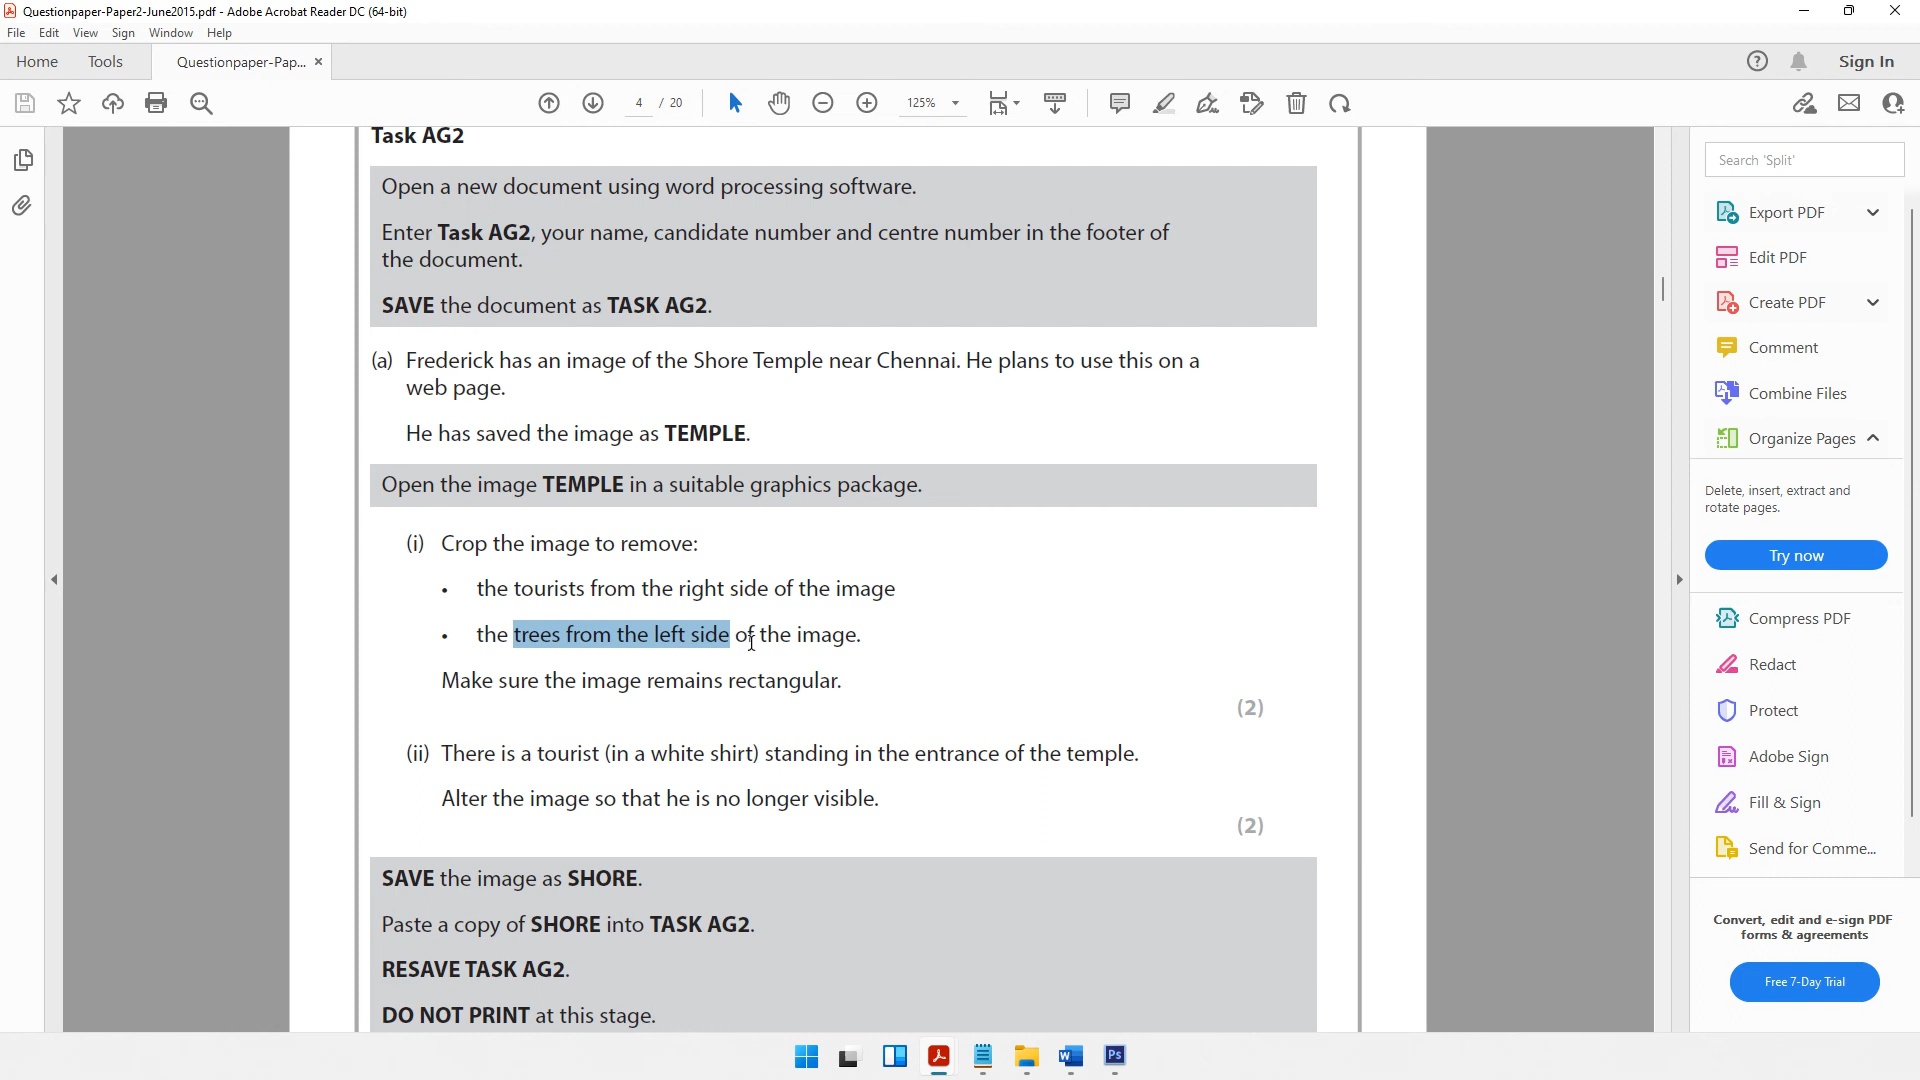 Questionpaper-Paper2-June2015.pdf - Adobe Acrobat Reader DC (64-bit)
File Edit View Sign Window Help
Home Tools Questionpaper-Pap... × Sign In
4 / 20 125%
Task AG2
Open a new document using word processing software.
Enter Task AG2, your name, candidate number and centre number in the footer of
the document.
SAVE the document as TASK AG2.
(a) Frederick has an image of the Shore Temple near Chennai. He plans to use this on a
web page.
He has saved the image as TEMPLE.
Open the image TEMPLE in a suitable graphics package.
(i) Crop the image to remove:
• the tourists from the right side of the image
• the trees from the left side of the image.
Make sure the image remains rectangular.
(2)
(ii) There is a tourist (in a white shirt) standing in the entrance of the temple.
Alter the image so that he is no longer visible.
(2)
SAVE the image as SHORE.
Paste a copy of SHORE into TASK AG2.
RESAVE TASK AG2.
DO NOT PRINT at this stage.
Search 'Split'
Export PDF
Edit PDF
Create PDF
Comment
Combine Files
Organize Pages
Delete, insert, extract and
rotate pages.
Try now
Compress PDF
Redact
Protect
Adobe Sign
Fill & Sign
Send for Comme...
Convert, edit and e-sign PDF
forms & agreements
Free 7-Day Trial
Ps